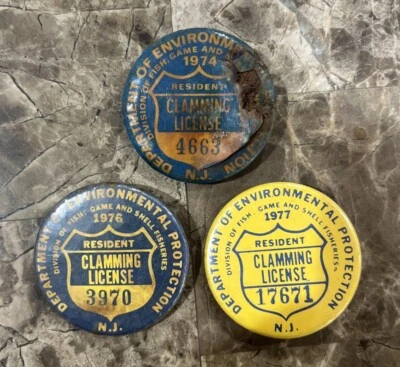 DEPARTMENT OF ENVIRONMENTAL
DIVISION OF FISH, GAME AND
1974
RESIDENT
CLAMMING
LICENSE
4663
N.J.
DEPARTMENT OF ENVIRONMENTAL PROTECTION
DIVISION OF FISH, GAME AND SHELL FISHERIES
1976
RESIDENT
CLAMMING
LICENSE
3970
N.J.
DEPARTMENT OF ENVIRONMENTAL PROTECTION
DIVISION OF FISH, GAME AND SHELL FISHERIES
1977
RESIDENT
CLAMMING
LICENSE
17671
N.J.